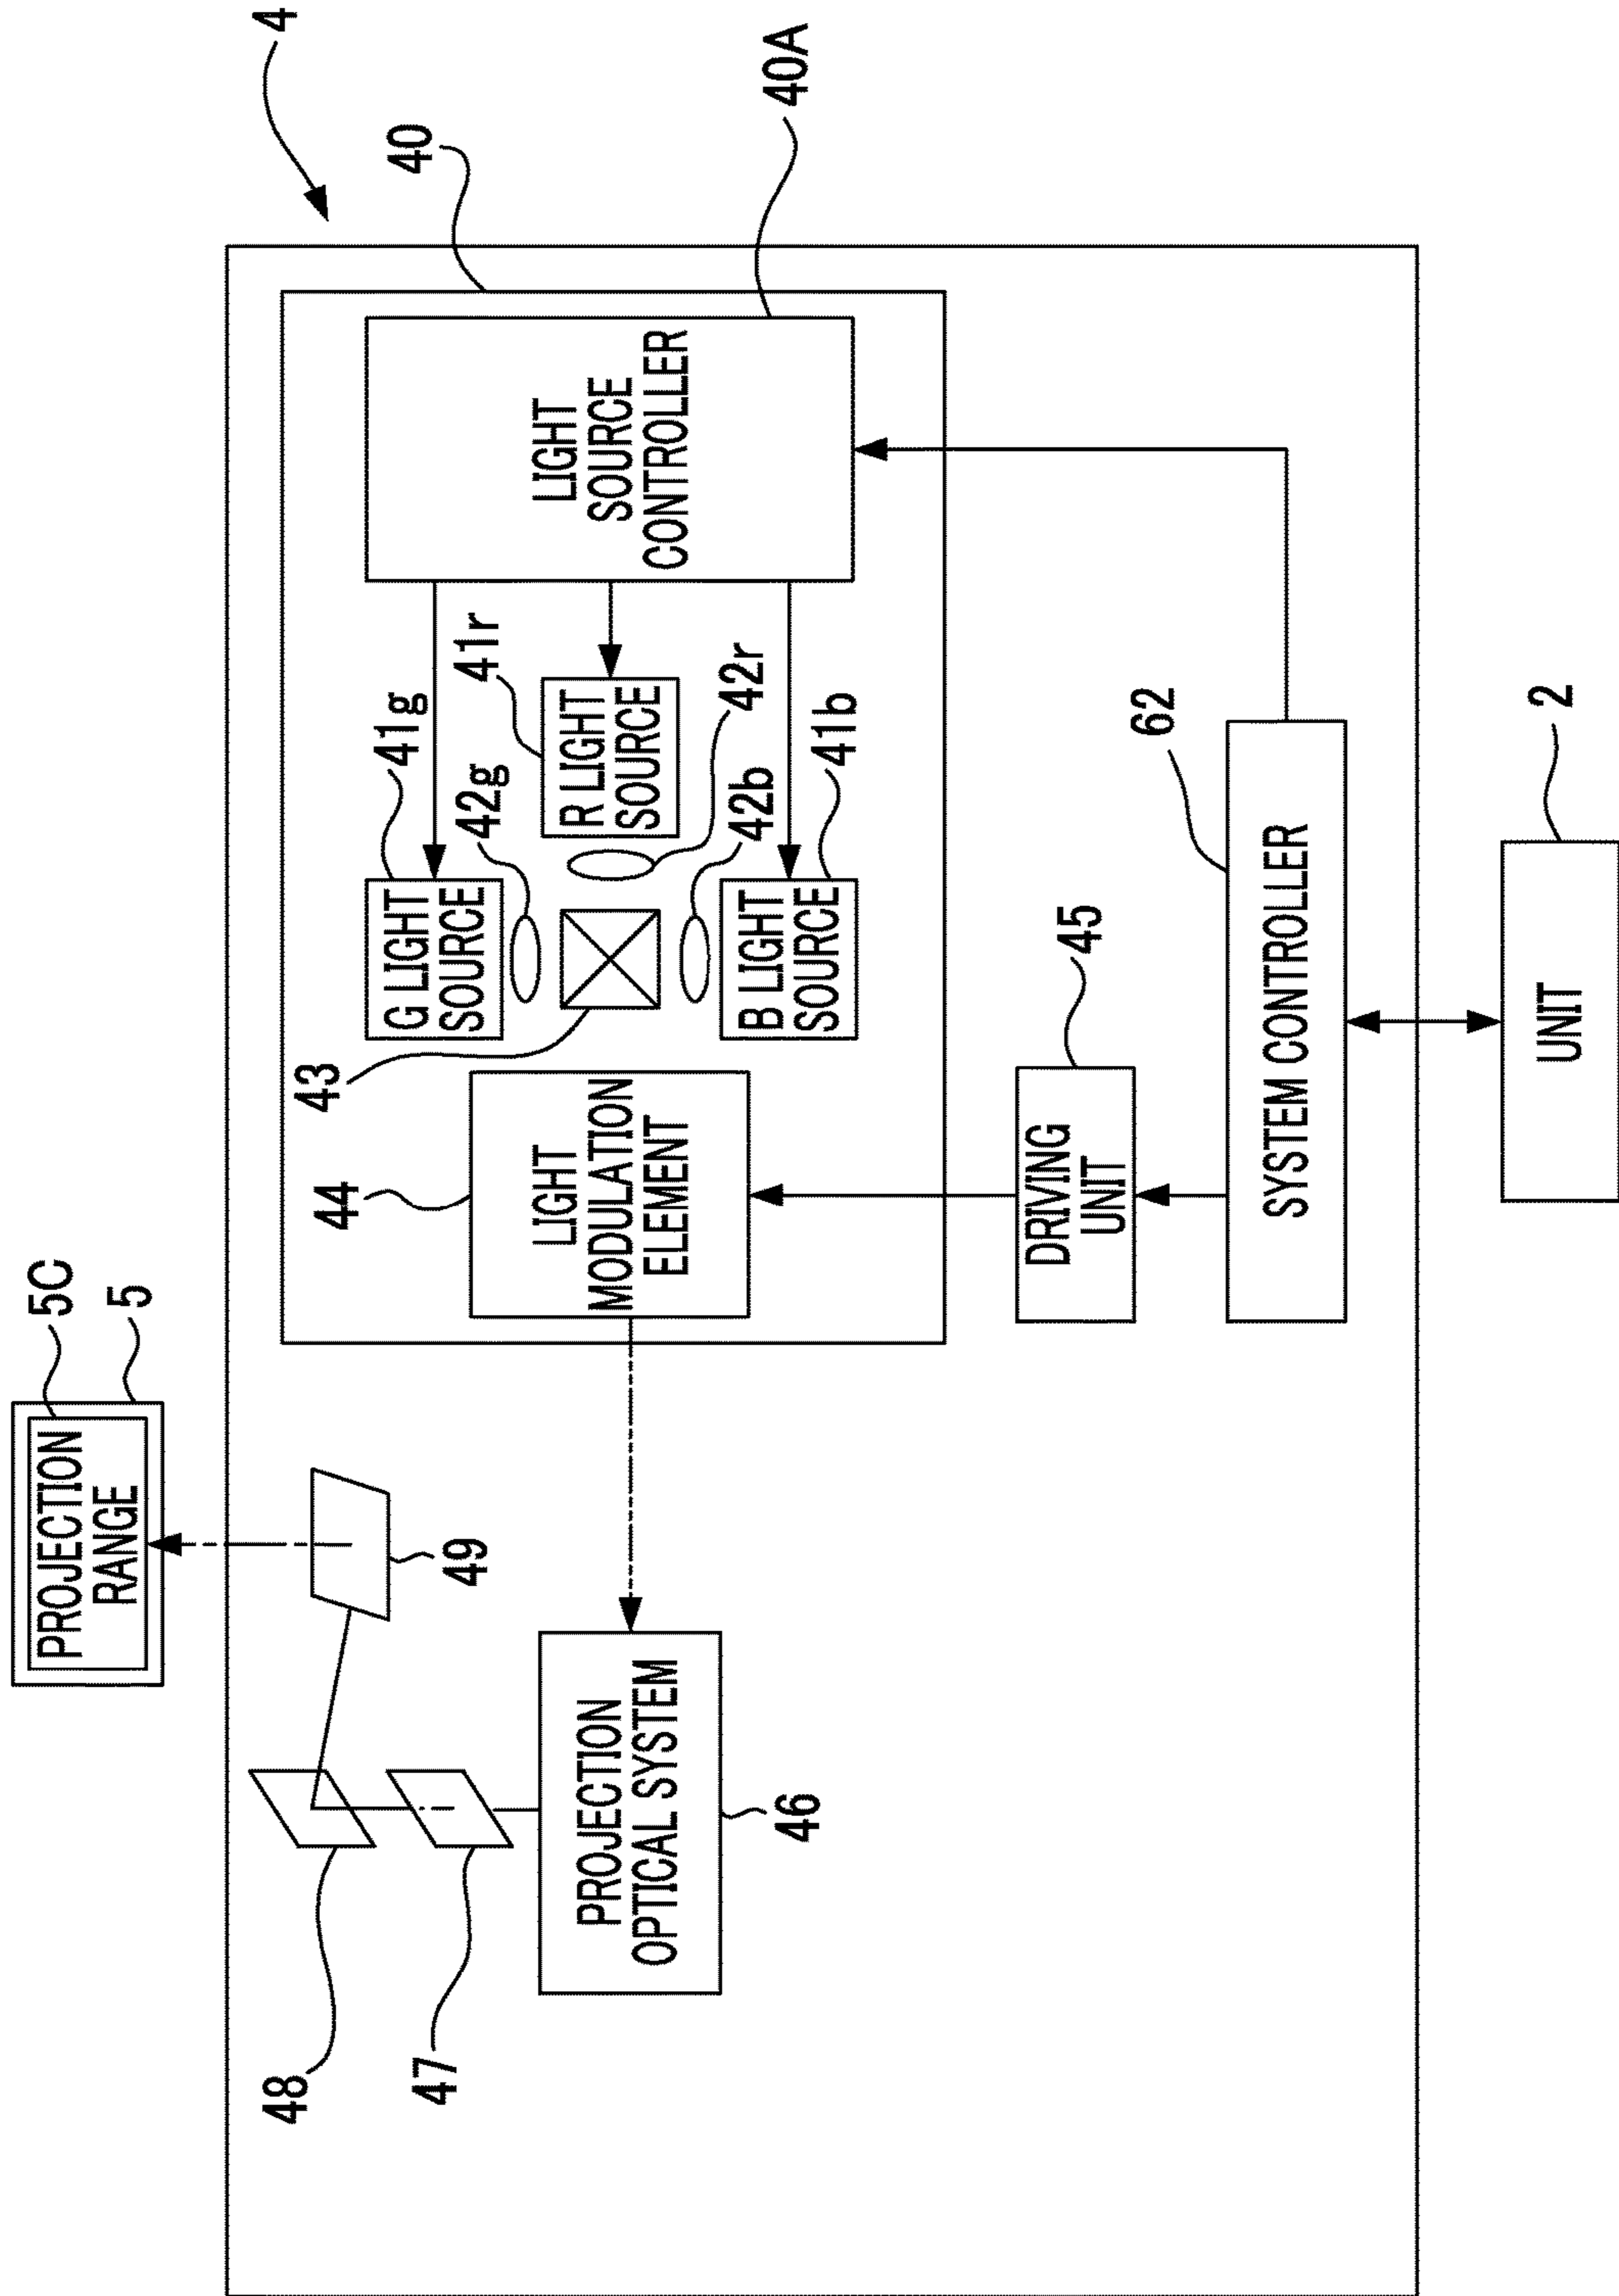 4
40
40A
LIGHT
SOURCE
CONTROLLER
41g
G LIGHT
SOURCE
42g
41r
R LIGHT
SOURCE
42r
42b
41b
B LIGHT
SOURCE
43
44
LIGHT
MODULATION
ELEMENT
45
DRIVING
UNIT
62
SYSTEM CONTROLLER
2
UNIT
5C
5
PROJECTION
RANGE
49
48
47
46
PROJECTION
OPTICAL SYSTEM